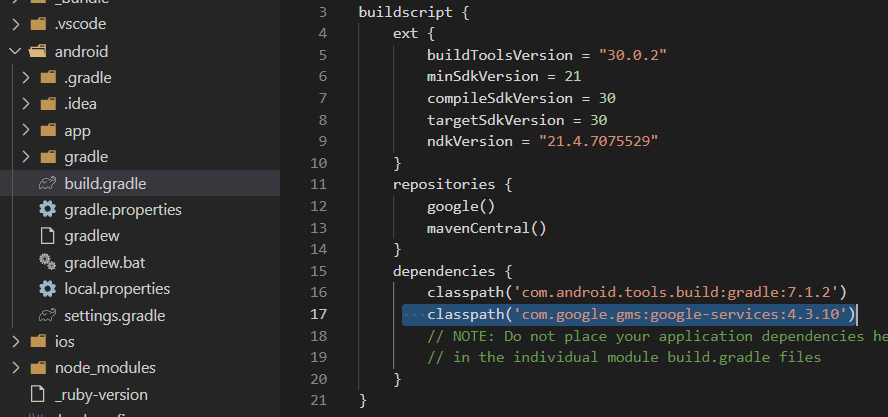 _bundle
.vscode
android
.gradle
.idea
app
gradle
build.gradle
gradle.properties
gradlew
gradlew.bat
local.properties
settings.gradle
ios
node_modules
_ruby-version
3 buildscript {
4 ext {
5 buildToolsVersion = "30.0.2"
6 minSdkVersion = 21
7 compileSdkVersion = 30
8 targetSdkVersion = 30
9 ndkVersion = "21.4.7075529"
10 }
11 repositories {
12 google()
13 mavenCentral()
14 }
15 dependencies {
16 classpath('com.android.tools.build:gradle:7.1.2')
17 classpath('com.google.gms:google-services:4.3.10')
18 // NOTE: Do not place your application dependencies he
19 // in the individual module build.gradle files
20 }
21 }